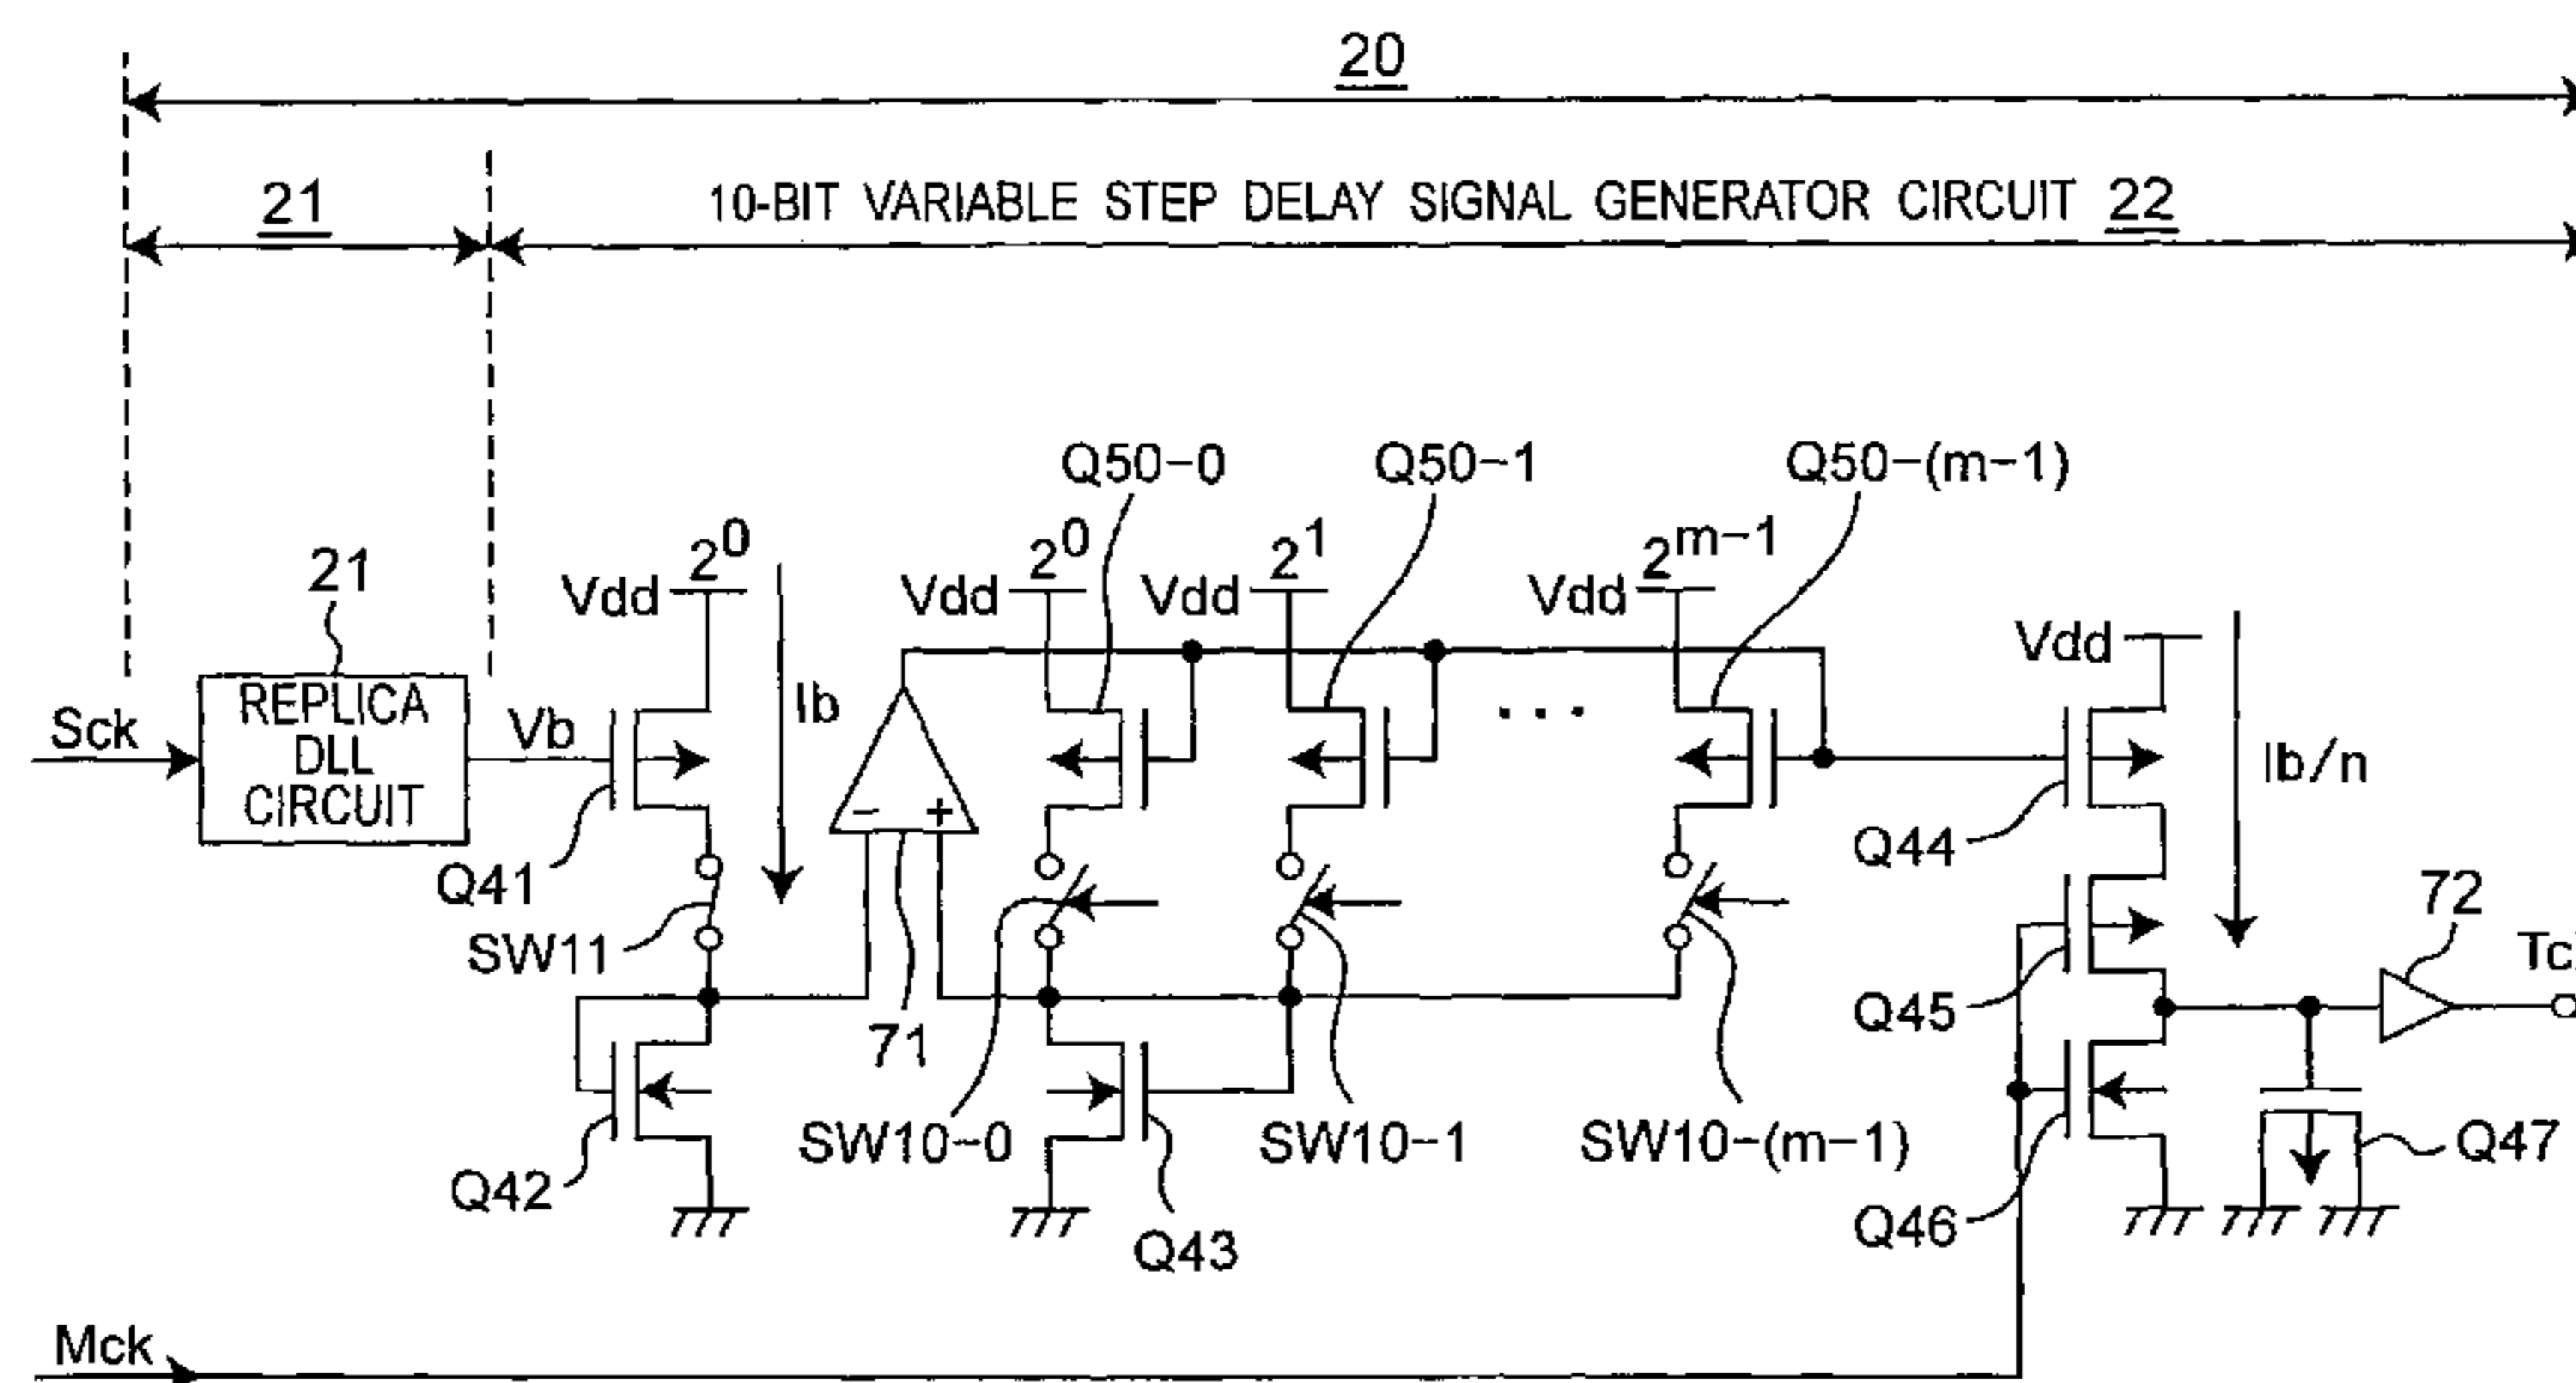 20
21
10-BIT VARIABLE STEP DELAY SIGNAL GENERATOR CIRCUIT 22
Q50-0
Q50-1
Q50-(m-1)
21
Vdd 2^0
Vdd 2^0
Vdd 2^1
Vdd 2^m-1
Vdd
Sck
REPLICA
DLL
CIRCUIT
Vb
Ib
Ib/n
Q41
Q44
SW11
72
Q45
71
SW10-0
SW10-1
SW10-(m-1)
Q42
Q43
Q46
Q47
- +
...
Mck